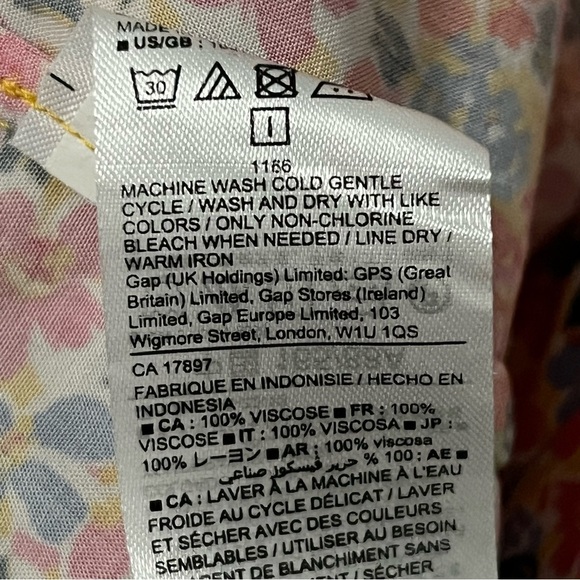 MADE
■ US/GB :
30
1166
MACHINE WASH COLD GENTLE
CYCLE / WASH AND DRY WITH LIKE
COLORS / ONLY NON-CHLORINE
BLEACH WHEN NEEDED / LINE DRY /
WARM IRON
Gap (UK Holdings) Limited: GPS (Great
Britain) Limited, Gap Stores (Ireland)
Limited, Gap Europe Limited, 103
Wigmore Street, London, W1U 1QS
CA 17897
FABRIQUE EN INDONISIE / HECHO EN
INDONESIA
■ CA : 100% VISCOSE ■ FR : 100%
VISCOSE ■ IT : 100% VISCOSA ■ JP :
100% レーヨン ■ AR : 100% viscosa
■ AE : 100 % حرير فيسكوز صناعي
■ CA : LAVER À LA MACHINE À L'EAU
FROIDE AU CYCLE DÉLICAT / LAVER
ET SÉCHER AVEC DES COULEURS
SEMBLABLES / UTILISER AU BESOIN
DE BLANCHIMENT SANS
/ SÉCHER